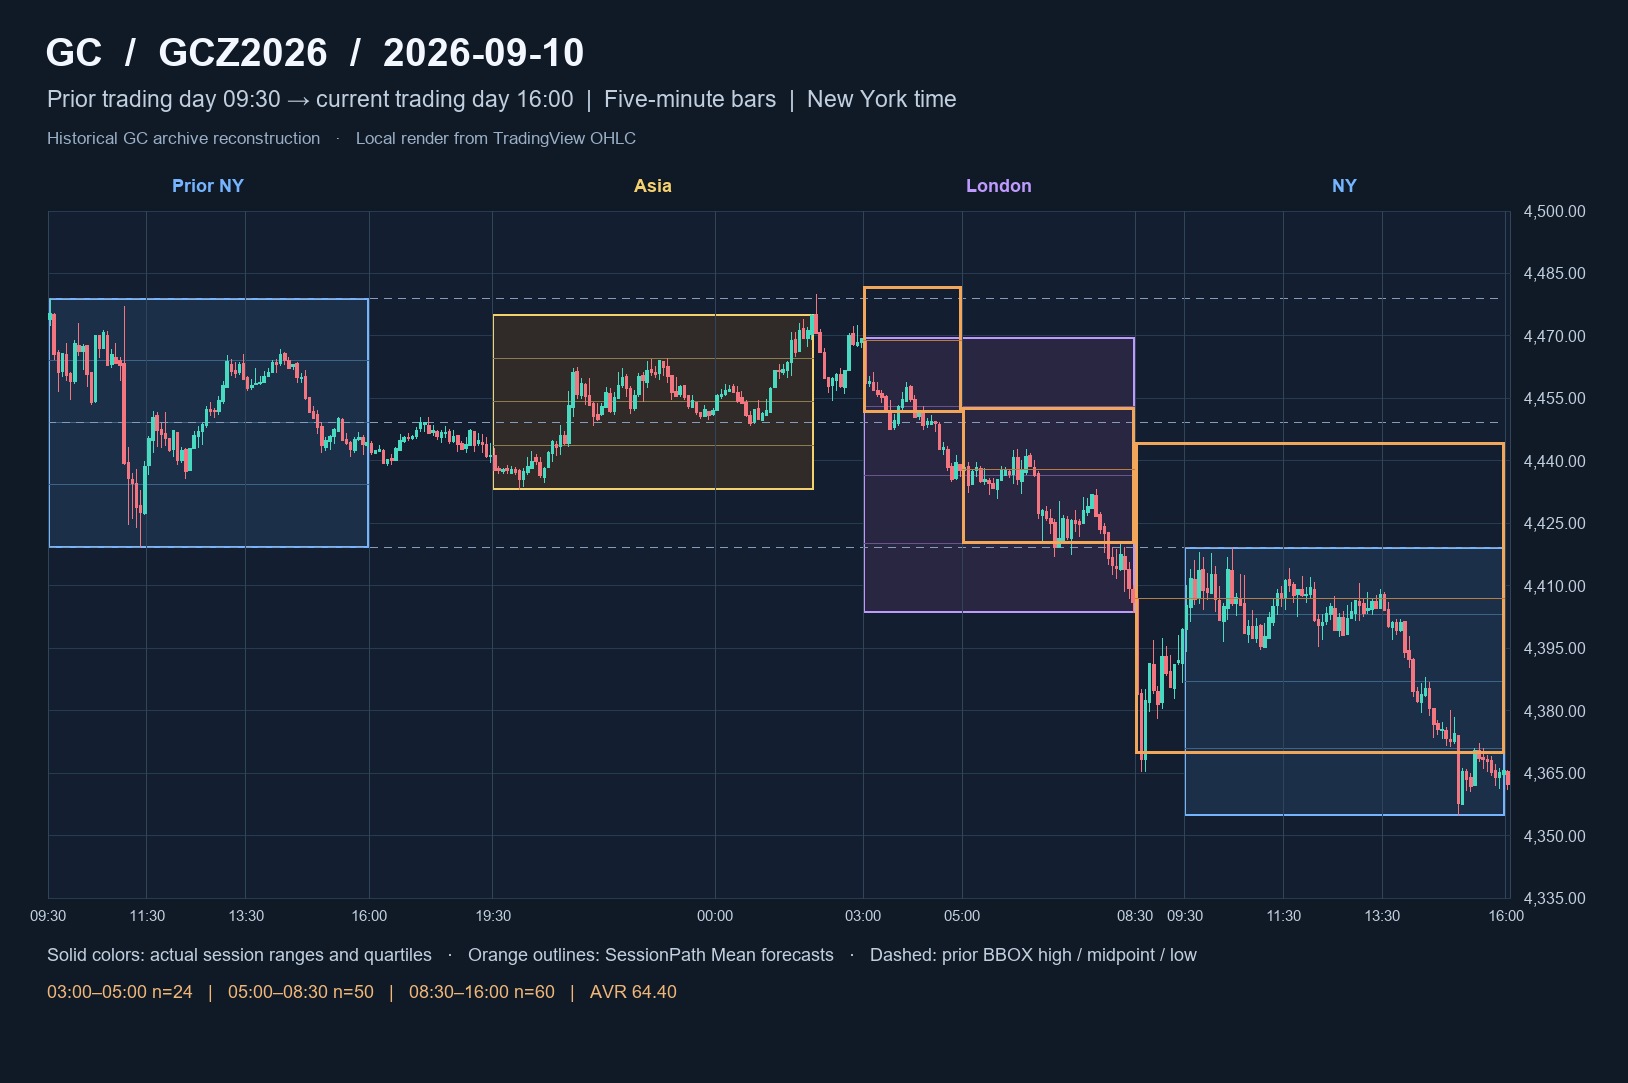 GC / GCZ2026 / 2026-09-10
Prior trading day 09:30 → current trading day 16:00 | Five-minute bars | New York time
Historical GC archive reconstruction · Local render from TradingView OHLC
Prior NY Asia London NY
4,500.00
4,485.00
4,470.00
4,455.00
4,440.00
4,425.00
4,410.00
4,395.00
4,380.00
4,365.00
4,350.00
4,335.00
09:30 11:30 13:30 16:00 19:30 00:00 03:00 05:00 08:30 09:30 11:30 13:30 16:00
Solid colors: actual session ranges and quartiles · Orange outlines: SessionPath Mean forecasts · Dashed: prior BBOX high / midpoint / low
03:00–05:00 n=24 | 05:00–08:30 n=50 | 08:30–16:00 n=60 | AVR 64.40